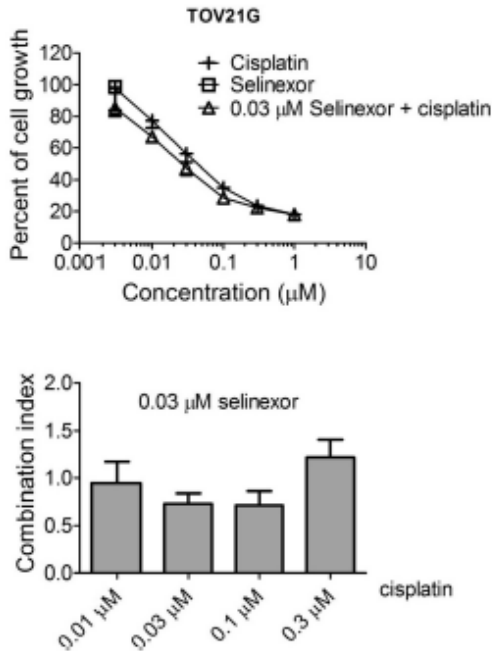 TOV21G
Percent of cell growth
120
100
80
60
40
20
0
Cisplatin
Selinexor
0.03 μM Selinexor + cisplatin
0.001 0.01 0.1 1 10
Concentration (μM)
Combination index
2.0
1.5
1.0
0.5
0.0
0.03 μM selinexor
0.01 μM
0.03 μM
0.1 μM
0.3 μM
cisplatin